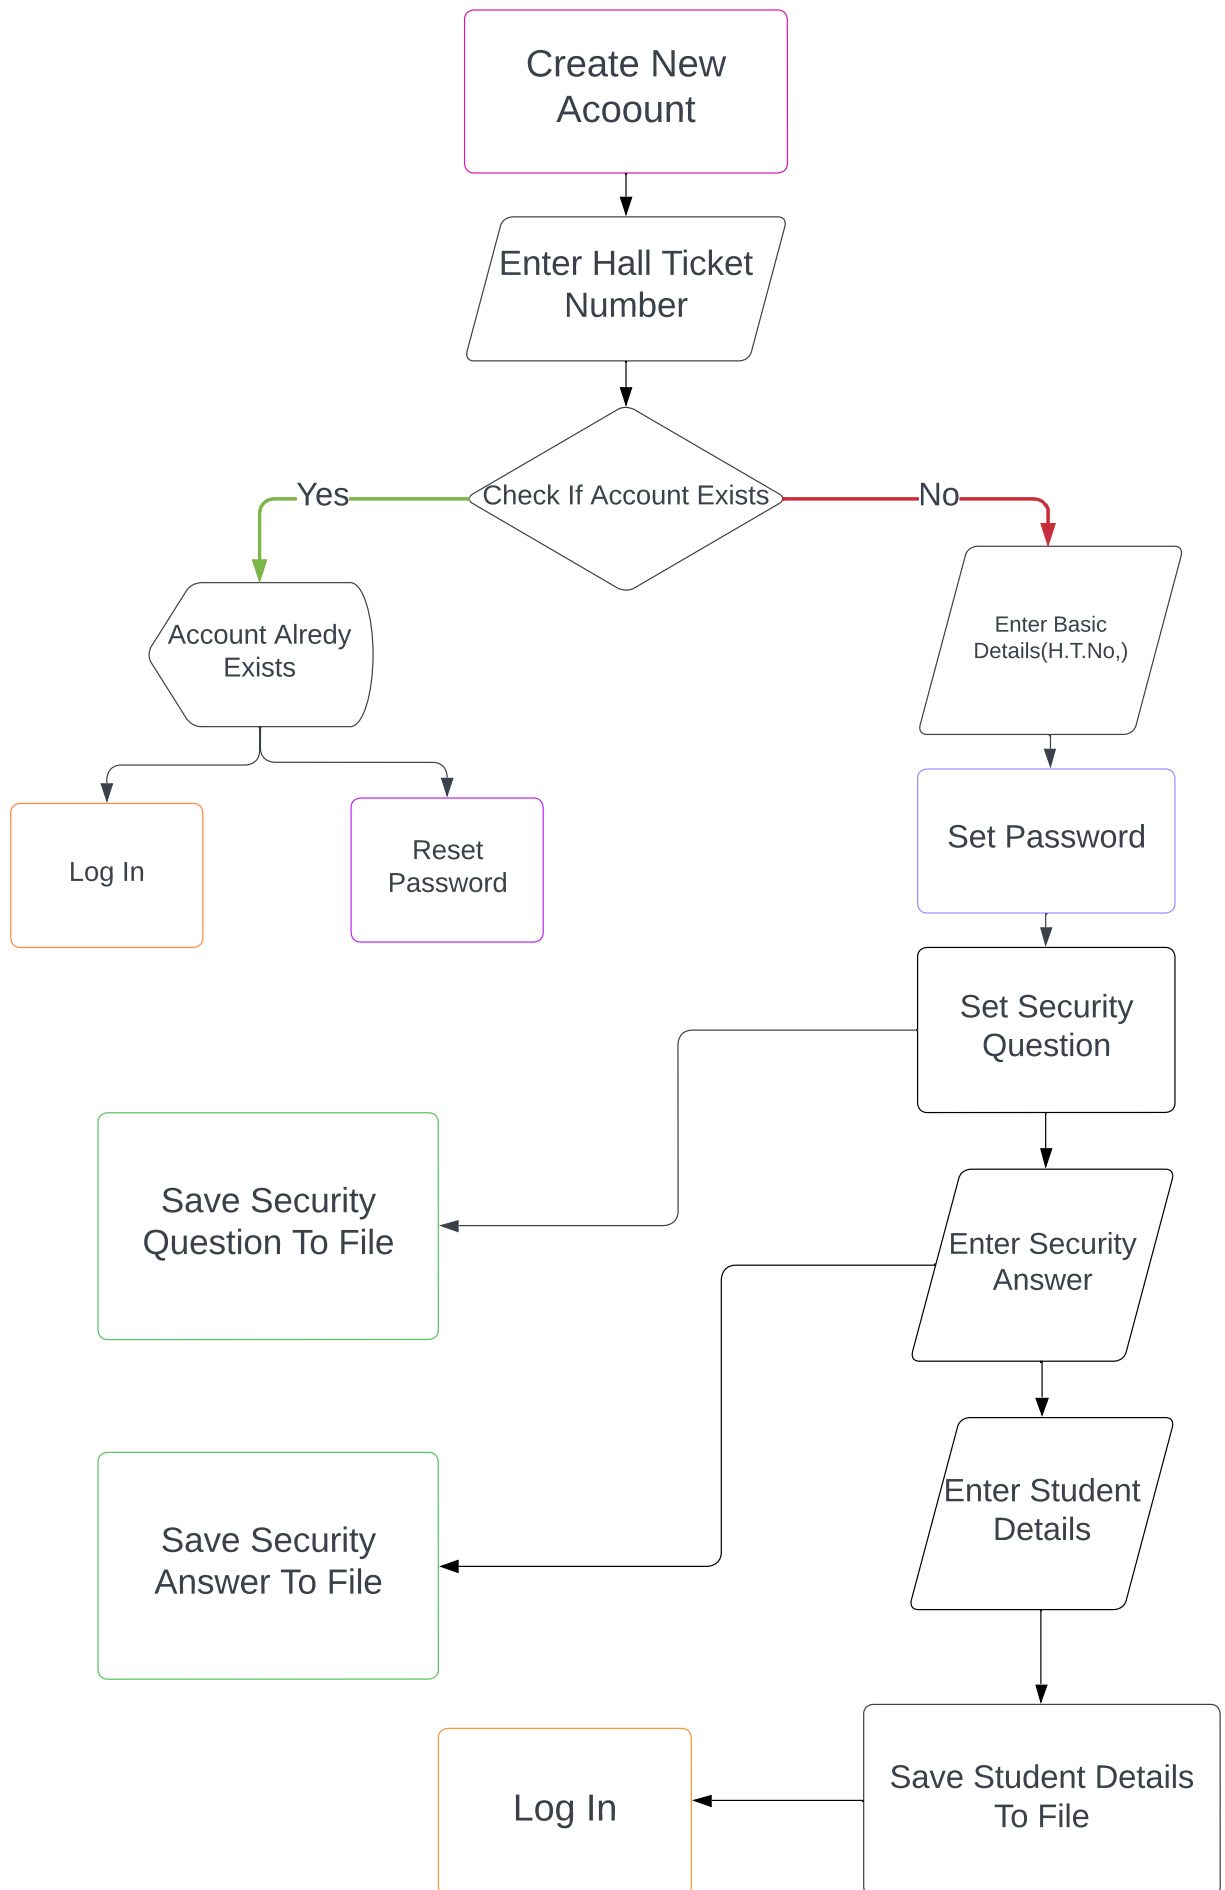 Create New
Acoount
Enter Hall Ticket
Number
Check If Account Exists
Yes
No
Account Alredy
Exists
Enter Basic
Details(H.T.No,)
Log In
Reset
Password
Set Password
Set Security
Question
Save Security
Question To File
Enter Security
Answer
Enter Student
Details
Save Security
Answer To File
Save Student Details
To File
Log In